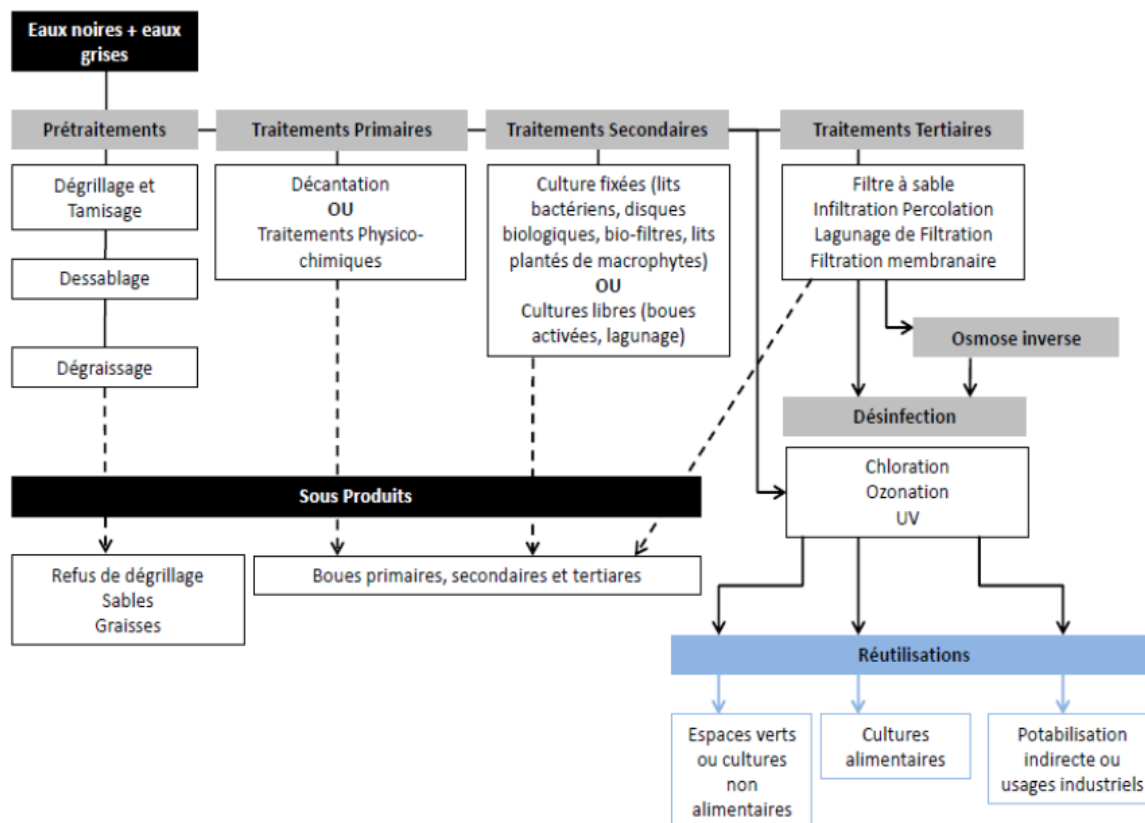 Eaux noires + eaux
grises
Prétraitements
Traitements Primaires
Traitements Secondaires
Traitements Tertiaires
Dégrillage et
Tamisage
Dessablage
Dégraissage
Décantation
OU
Traitements Physico-
chimiques
Culture fixées (lits
bactériens, disques
biologiques, bio-filtres, lits
plantés de macrophytes)
OU
Cultures libres (boues
activées, lagunage)
Filtre à sable
Infiltration Percolation
Lagunage de Filtration
Filtration membranaire
Osmose inverse
Désinfection
Chloration
Ozonation
UV
Sous Produits
Refus de dégrillage
Sables
Graisses
Boues primaires, secondaires et tertiares
Réutilisations
Espaces verts
ou cultures
non
alimentaires
Cultures
alimentaires
Potabilisation
indirecte ou
usages industriels